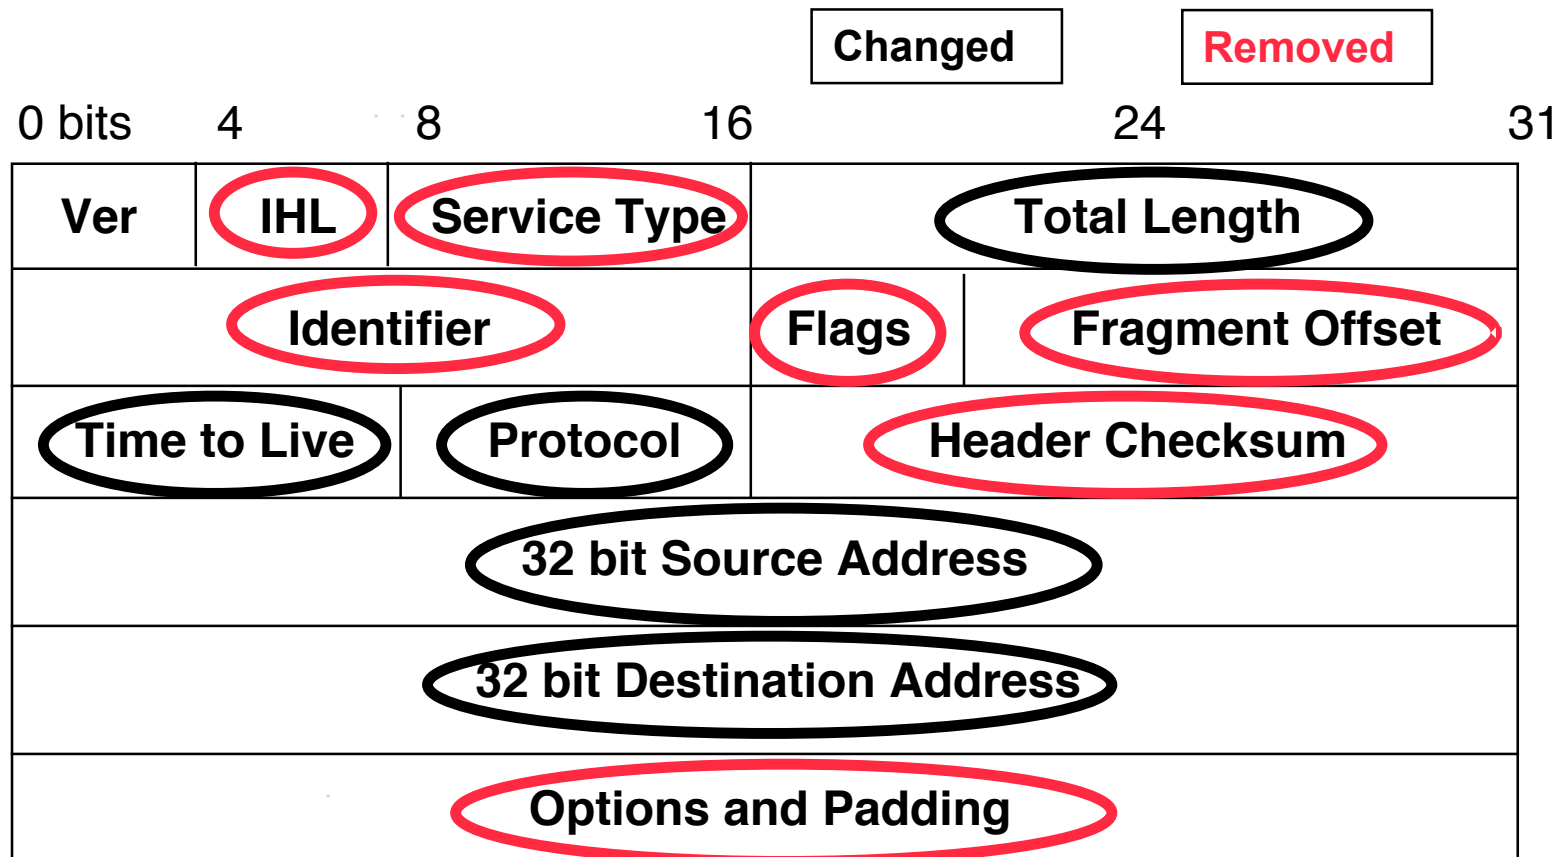 Changed Removed
0 bits 4 8 16 24 31
Ver IHL Service Type Total Length
Identifier Flags Fragment Offset
Time to Live Protocol Header Checksum
32 bit Source Address
32 bit Destination Address
Options and Padding